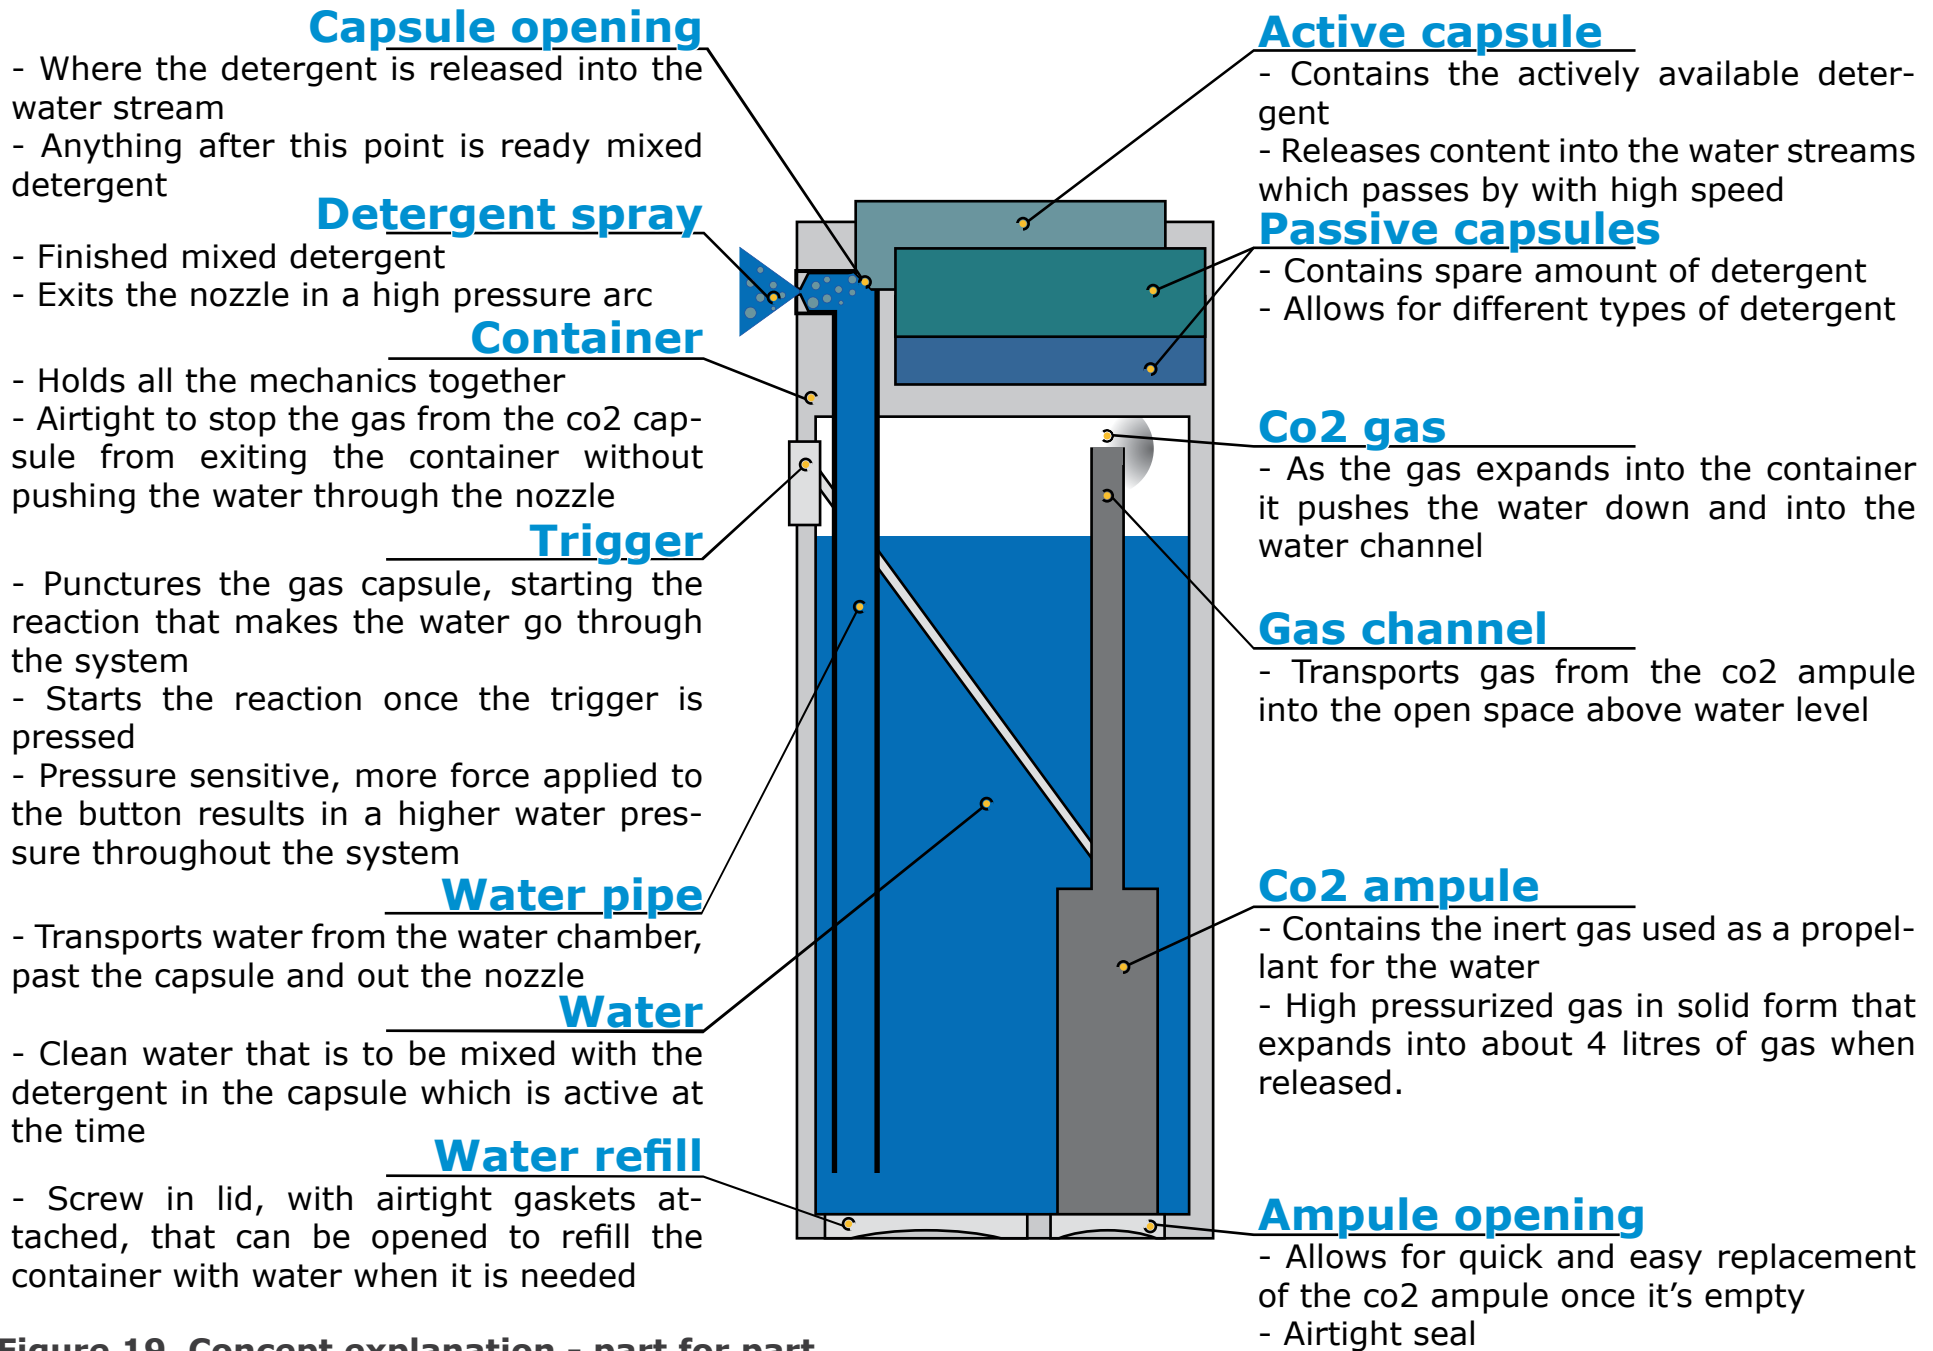 Capsule opening
- Where the detergent is released into the
water stream
- Anything after this point is ready mixed
detergent
Detergent spray
- Finished mixed detergent
- Exits the nozzle in a high pressure arc
Container
- Holds all the mechanics together
- Airtight to stop the gas from the co2 cap-
sule from exiting the container without
pushing the water through the nozzle
Trigger
- Punctures the gas capsule, starting the
reaction that makes the water go through
the system
- Starts the reaction once the trigger is
pressed
- Pressure sensitive, more force applied to
the button results in a higher water pres-
sure throughout the system
Water pipe
- Transports water from the water chamber,
past the capsule and out the nozzle
Water
- Clean water that is to be mixed with the
detergent in the capsule which is active at
the time
Water refill
- Screw in lid, with airtight gaskets at-
tached, that can be opened to refill the
container with water when it is needed
Active capsule
- Contains the actively available deter-
gent
- Releases content into the water streams
which passes by with high speed
Passive capsules
- Contains spare amount of detergent
- Allows for different types of detergent
Co2 gas
- As the gas expands into the container
it pushes the water down and into the
water channel
Gas channel
- Transports gas from the co2 ampule
into the open space above water level
Co2 ampule
- Contains the inert gas used as a propel-
lant for the water
- High pressurized gas in solid form that
expands into about 4 litres of gas when
released.
Ampule opening
- Allows for quick and easy replacement
of the co2 ampule once it's empty
- Airtight seal
Figure 19. Concept explanation - part for part